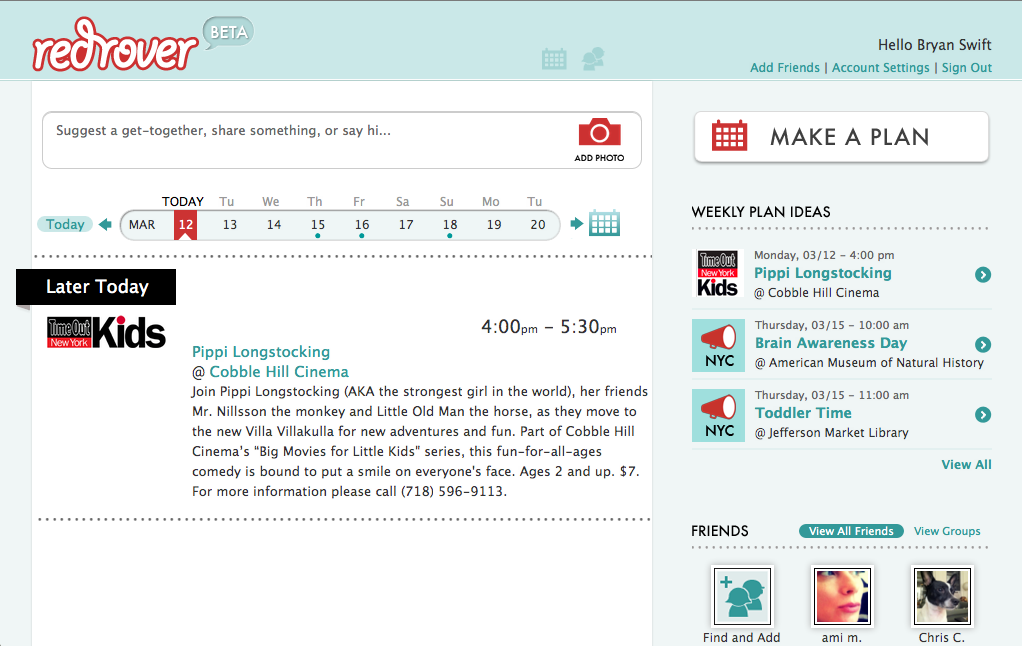 redrover BETA
Hello Bryan Swift
Add Friends | Account Settings | Sign Out
Suggest a get-together, share something, or say hi...
ADD PHOTO
TODAY Tu We Th Fr Sa Su Mo Tu
Today MAR 12 13 14 15 16 17 18 19 20
Later Today
Time Out New York Kids
4:00pm – 5:30pm
Pippi Longstocking
@ Cobble Hill Cinema
Join Pippi Longstocking (AKA the strongest girl in the world), her friends
Mr. Nillsson the monkey and Little Old Man the horse, as they move to
the new Villa Villakulla for new adventures and fun. Part of Cobble Hill
Cinema's “Big Movies for Little Kids” series, this fun-for-all-ages
comedy is bound to put a smile on everyone's face. Ages 2 and up. $7.
For more information please call (718) 596-9113.
MAKE A PLAN
WEEKLY PLAN IDEAS
Time Out
New York
Kids
Monday, 03/12 – 4:00 pm
Pippi Longstocking
@ Cobble Hill Cinema
NYC
Thursday, 03/15 – 10:00 am
Brain Awareness Day
@ American Museum of Natural History
NYC
Thursday, 03/15 – 11:00 am
Toddler Time
@ Jefferson Market Library
View All
FRIENDS View All Friends View Groups
Find and Add ami m. Chris C.